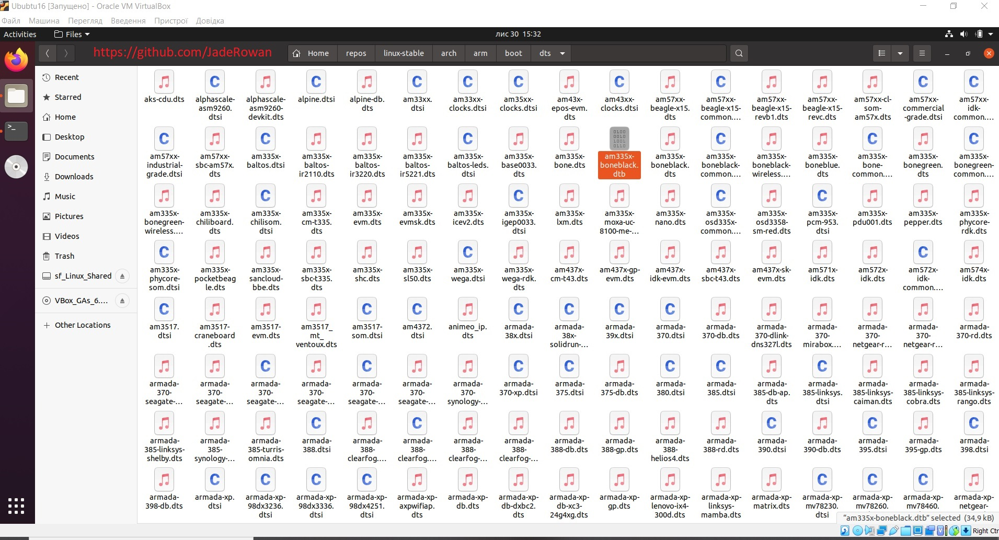 Ububtu16 [Запущено] - Oracle VM VirtualBox
Файл Машина Перегляд Введення Пристрої Довідка
Activities Files лис 30 15:32
https://github.com/JadeRowan Home repos linux-stable arch arm boot dts
Recent
Starred
Home
Desktop
Documents
Downloads
Music
Pictures
Videos
Trash
sf_Linux_Shared
VBox_GAs_6....
Other Locations
aks-cdu.dts alphascale- alphascale- alpine.dtsi alpine-db. am33xx. am33xx- am35xx- am43x- am43xx- am57xx- am57xx- am57xx- am57xx- am57xx-cl- am57xx- am57xx-
asm9260. asm9260- dts dtsi clocks.dtsi clocks.dtsi epos-evm. clocks.dtsi beagle-x15. beagle-x15- beagle-x15- beagle-x15- som- commercial idk-
dtsi devkit.dts dts dts common.... revb1.dts revc.dts am57x.dts -grade.dtsi common....
am57xx- am57xx- am335x- am335x- am335x- am335x- am335x- am335x- am335x- am335x- am335x- am335x- am335x- am335x- am335x- am335x- am335x-
industrial- sbc-am57x. baltos.dtsi baltos- baltos- baltos- baltos-leds. base0033. bone.dts boneblack. boneblack. boneblack- boneblack- boneblue. bone- bonegreen. bonegreen-
grade.dtsi dts ir2110.dts ir3220.dts ir5221.dts dtsi dts dtb dts common.... wireless.... dts common.... dts common....
am335x- am335x- am335x- am335x- am335x- am335x- am335x- am335x- am335x- am335x- am335x- am335x- am335x- am335x- am335x- am335x- am335x-
bonegreen- chiliboard. chilisom. cm-t335. evm.dts evmsk.dts icev2.dts igep0033. lxm.dts moxa-uc- nano.dts osd335x- osd3358- pcm-953. pdu001.dts pepper.dts phycore-
wireless.... dts dtsi dts dtsi 8100-me-... common.... sm-red.dts dtsi rdk.dts
am335x- am335x- am335x- am335x- am335x- am335x- am335x- am335x- am437x- am437x-gp- am437x- am437x- am437x-sk- am571x- am572x- am572x- am574x-
phycore- pocketbeag sancloud- sbc-t335. shc.dts sl50.dts wega.dtsi wega-rdk. cm-t43.dts evm.dts idk-evm.dts sbc-t43.dts evm.dts idk.dts idk.dts idk- idk.dts
som.dtsi le.dts bbe.dts dts dts common....
am3517. am3517- am3517- am3517_ am3517- am4372. animeo_ip. armada- armada- armada- armada- armada- armada- armada- armada- armada- armada-
dtsi craneboard evm.dts mt_ som.dtsi dtsi dts 38x.dtsi 38x- 39x.dtsi 370.dtsi 370-db.dts 370-dlink- 370- 370- 370- 370-rd.dts
.dts ventoux.dts solidrun-... dns327l.dts mirabox.... netgear-r... netgear-r...
armada- armada- armada- armada- armada- armada- armada- armada- armada- armada- armada- armada- armada- armada- armada- armada- armada-
370- 370- 370- 370- 370- 370- 370- 370-xp.dtsi 375.dtsi 375-db.dts 380.dtsi 385.dtsi 385-db-ap. 385-linksys. 385-linksys- 385-linksys- 385-linksys-
seagate-... seagate-... seagate-... seagate-... seagate-... seagate-... synology-... dts dtsi caiman.dts cobra.dts rango.dts
armada- armada- armada- armada- armada- armada- armada- armada- armada- armada- armada- armada- armada- armada- armada- armada- armada-
385-linksys- 385- 385-turris- 388.dtsi 388- 388- 388- 388- 388-db.dts 388-gp.dts 388- 388-rd.dts 390.dtsi 390-db.dts 395.dtsi 395-gp.dts 398.dtsi
shelby.dts synology-... omnia.dts clearfog.... clearfog.... clearfog-... clearfog-... helios4.dts
armada- armada-xp. armada-xp- armada-xp- armada-xp- armada-xp- armada-xp- armada-xp- armada-xp- armada-xp- armada-xp- armada-xp- armada-xp- armada-xp- armada-xp- armada-xp- armada-xp-
398-db.dts dtsi 98dx3236. 98dx3336. 98dx4251. axpwifiap. db.dts db-dxbc2. db-xc3- gp.dts lenovo-ix4- linksys- matrix.dts mv78230. mv78260. mv78460. netgear-
dtsi dtsi dtsi dts dts 24g4xg.dts 300d.dts mamba.dts dtsi
“am335x-boneblack.dtb” selected (34,9 kB)
Right Ctrl